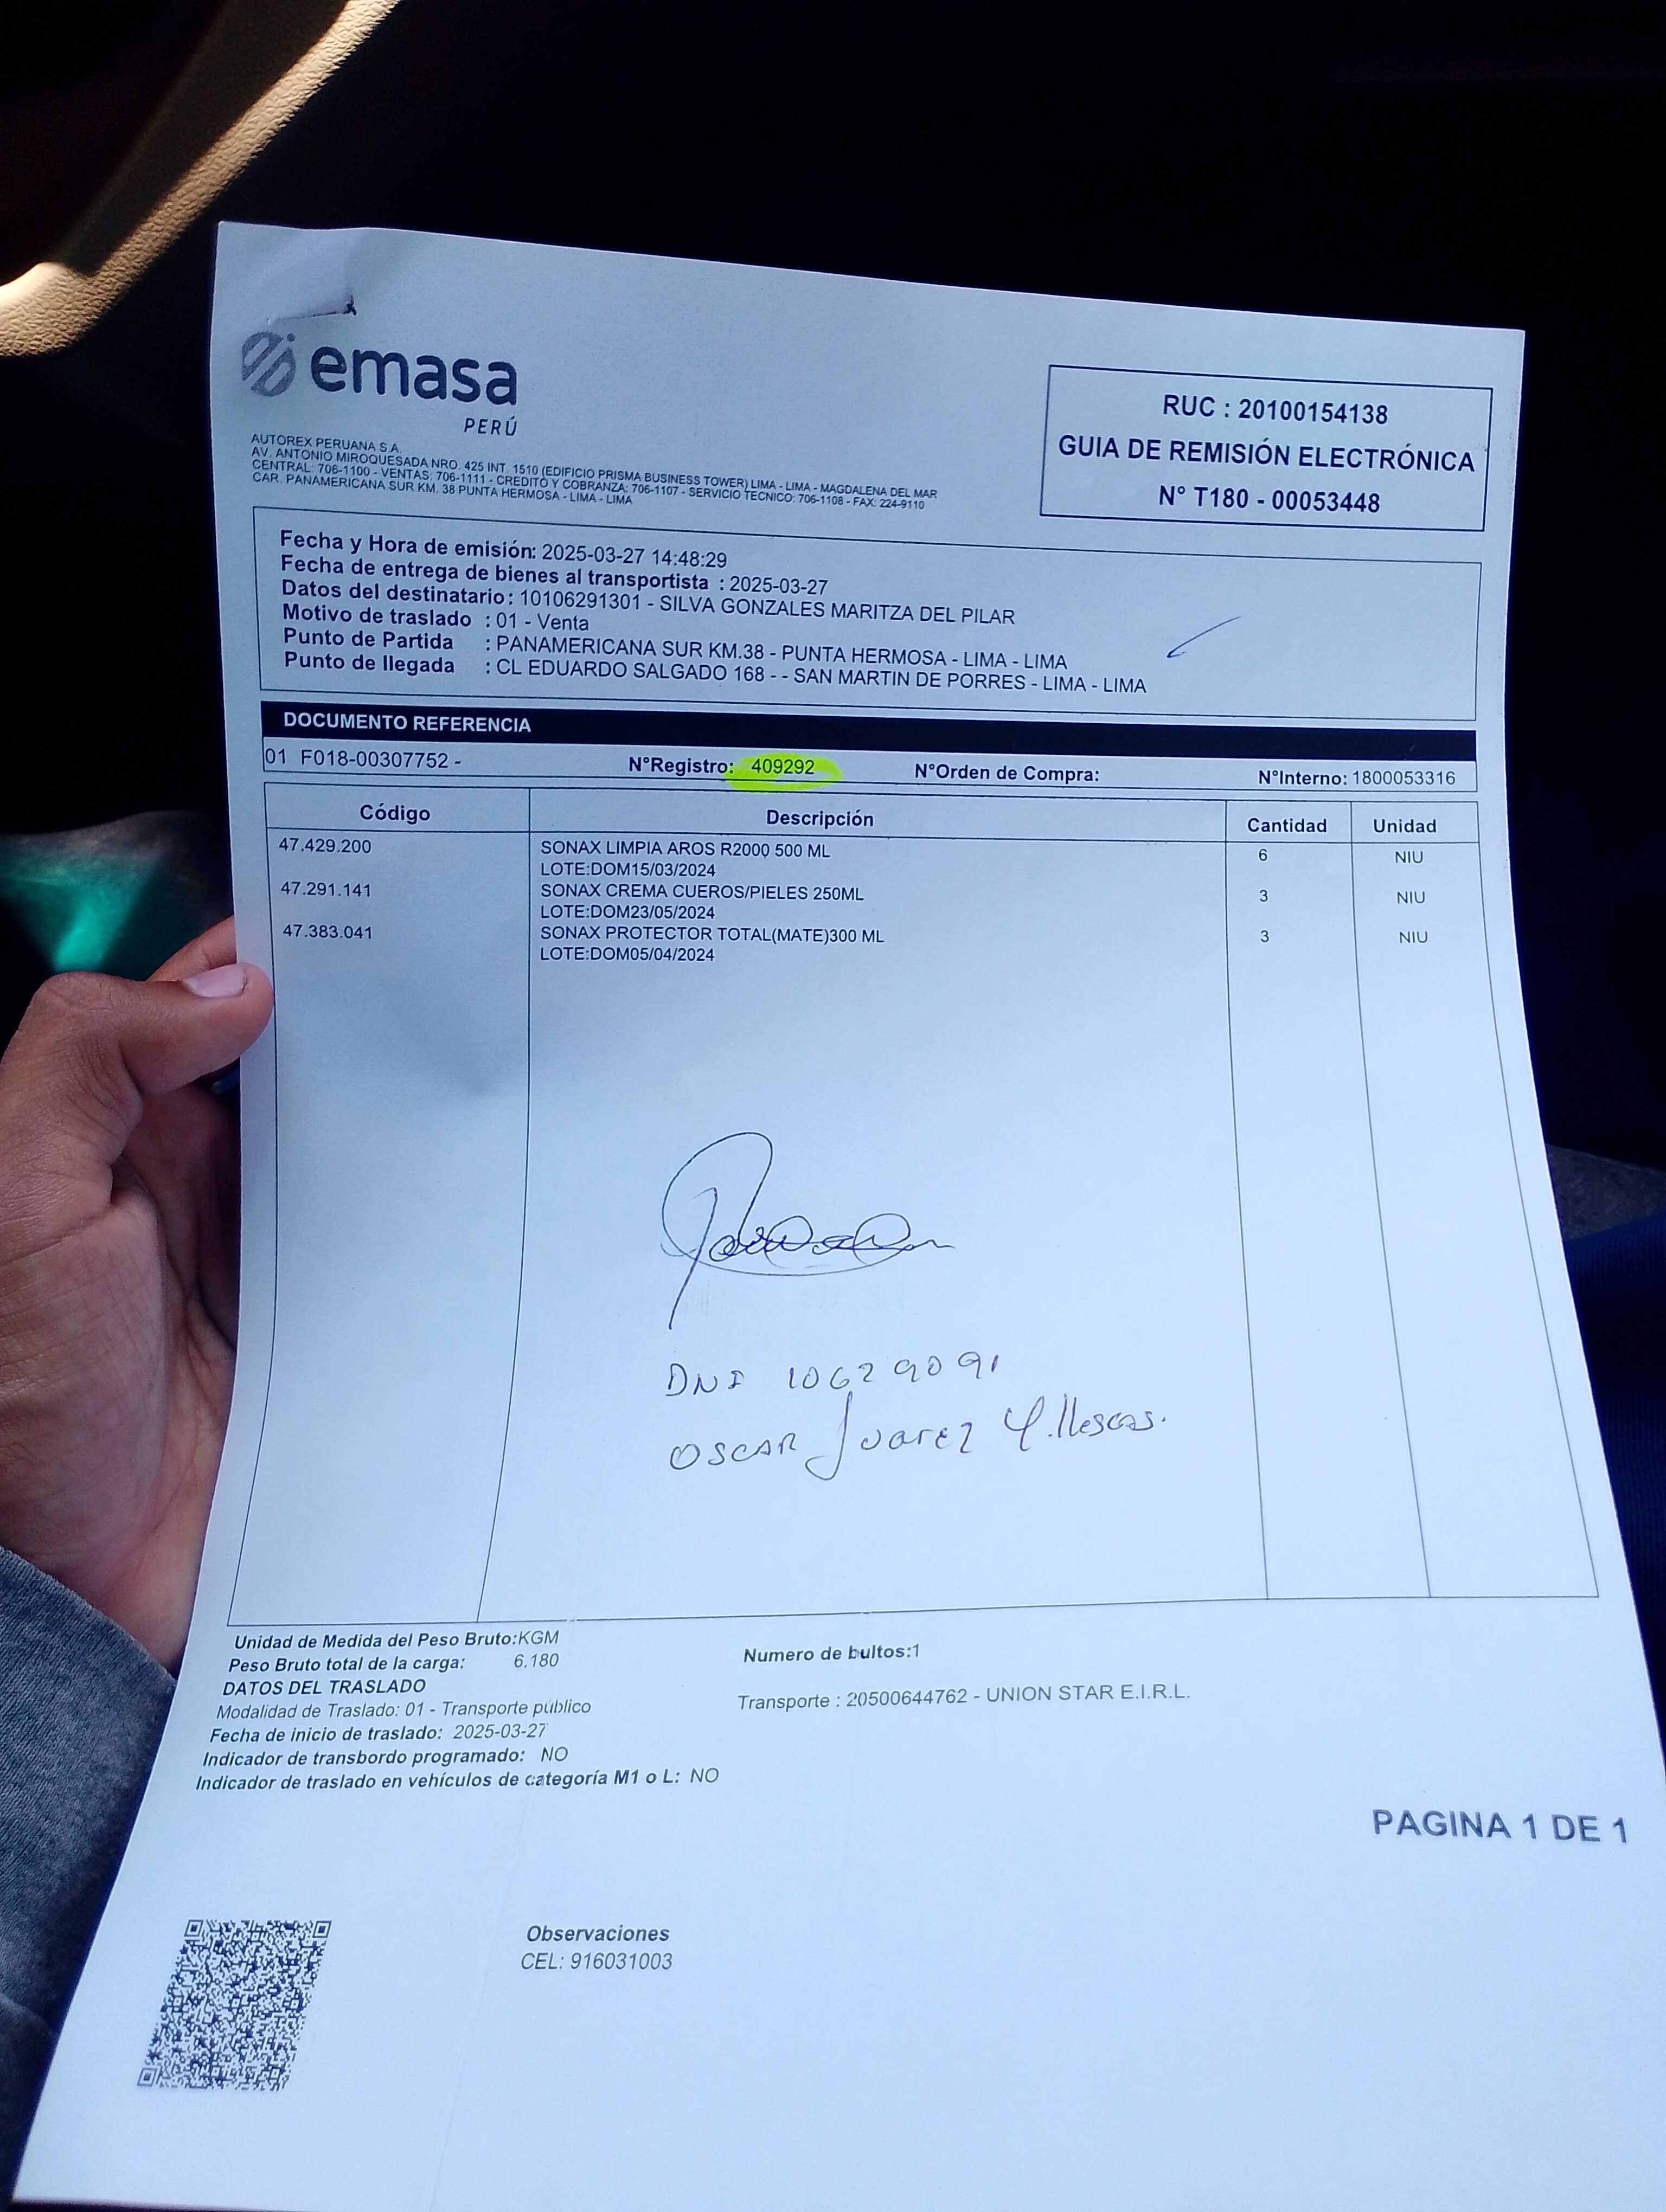 emasa
PERÚ
AUTOREX PERUANA S.A.
AV. ANTONIO MIROQUESADA NRO. 425 INT. 1510 (EDIFICIO PRISMA BUSINESS TOWER) LIMA - LIMA - MAGDALENA DEL MAR
CENTRAL: 706-1100 - VENTAS: 706-1111 - CREDITO Y COBRANZA: 706-1107 - SERVICIO TECNICO: 706-1108 - FAX: 224-9110
CAR. PANAMERICANA SUR KM. 38 PUNTA HERMOSA - LIMA - LIMA
RUC : 20100154138
GUIA DE REMISIÓN ELECTRÓNICA
N° T180 - 00053448
Fecha y Hora de emisión: 2025-03-27 14:48:29
Fecha de entrega de bienes al transportista : 2025-03-27
Datos del destinatario : 10106291301 - SILVA GONZALES MARITZA DEL PILAR
Motivo de traslado : 01 - Venta
Punto de Partida : PANAMERICANA SUR KM.38 - PUNTA HERMOSA - LIMA - LIMA
Punto de llegada : CL EDUARDO SALGADO 168 - - SAN MARTIN DE PORRES - LIMA - LIMA
DOCUMENTO REFERENCIA
01 F018-00307752 - N°Registro: 409292 N°Orden de Compra: N°Interno: 1800053316
Código Descripción Cantidad Unidad
47.429.200 SONAX LIMPIA AROS R2000 500 ML 6 NIU
LOTE:DOM15/03/2024
47.291.141 SONAX CREMA CUEROS/PIELES 250ML 3 NIU
LOTE:DOM23/05/2024
47.383.041 SONAX PROTECTOR TOTAL(MATE)300 ML 3 NIU
LOTE:DOM05/04/2024
DNI 10629091
OSCAR Juarez Yllescas.
Unidad de Medida del Peso Bruto:KGM
Peso Bruto total de la carga: 6.180
Numero de bultos:1
DATOS DEL TRASLADO
Modalidad de Traslado: 01 - Transporte público
Transporte : 20500644762 - UNION STAR E.I.R.L.
Fecha de inicio de traslado: 2025-03-27
Indicador de transbordo programado: NO
Indicador de traslado en vehículos de categoría M1 o L: NO
PAGINA 1 DE 1
Observaciones
CEL: 916031003